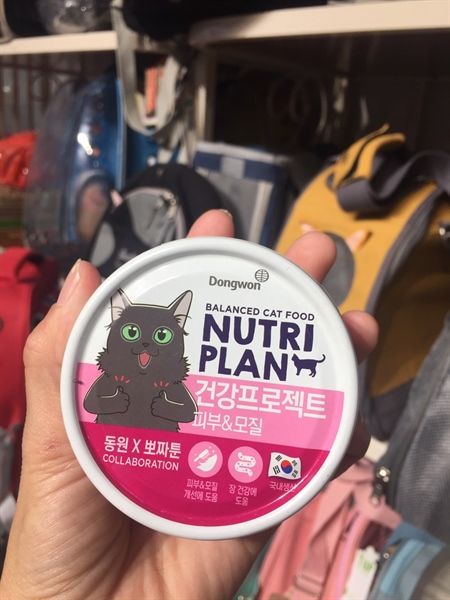 Dongwon
BALANCED CAT FOOD
NUTRI
PLAN
건강프로젝트
피부&모질
동원 X 뽀짜툰
COLLABORATION
피부&모질
개선에 도움
장 건강에
도움
국내생산